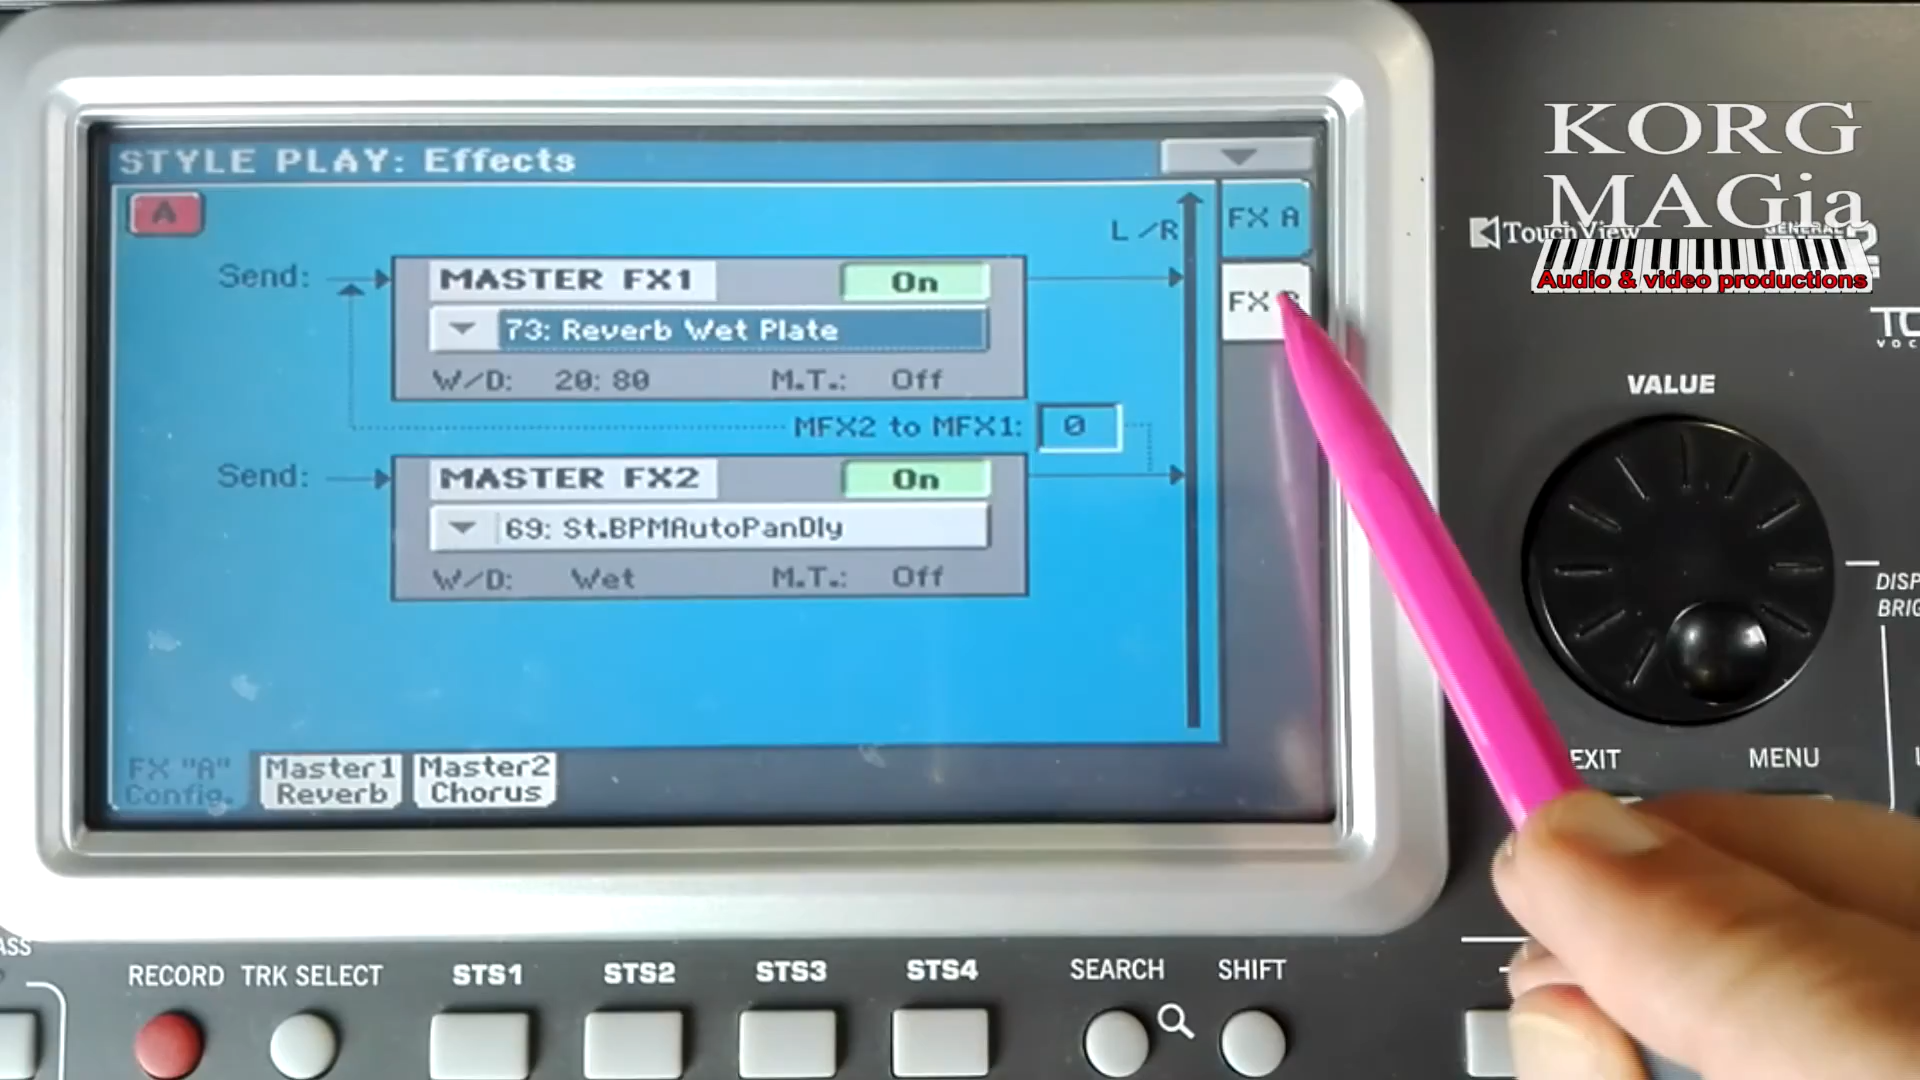 STYLE PLAY: Effects
A
L/R
FX A
Send:
MASTER FX1
On
FX B
73: Reverb Wet Plate
W/D: 20:80 M.T.: Off
MFX2 to MFX1: 0
Send:
MASTER FX2
On
69: St.BPMAutoPanDly
W/D: Wet M.T.: Off
FX "A"
Config.
Master1
Reverb
Master2
Chorus
KORG
MAGia
Audio & video productions
TouchView
GENERAL
VALUE
EXIT
MENU
RECORD
TRK SELECT
STS1
STS2
STS3
STS4
SEARCH
SHIFT